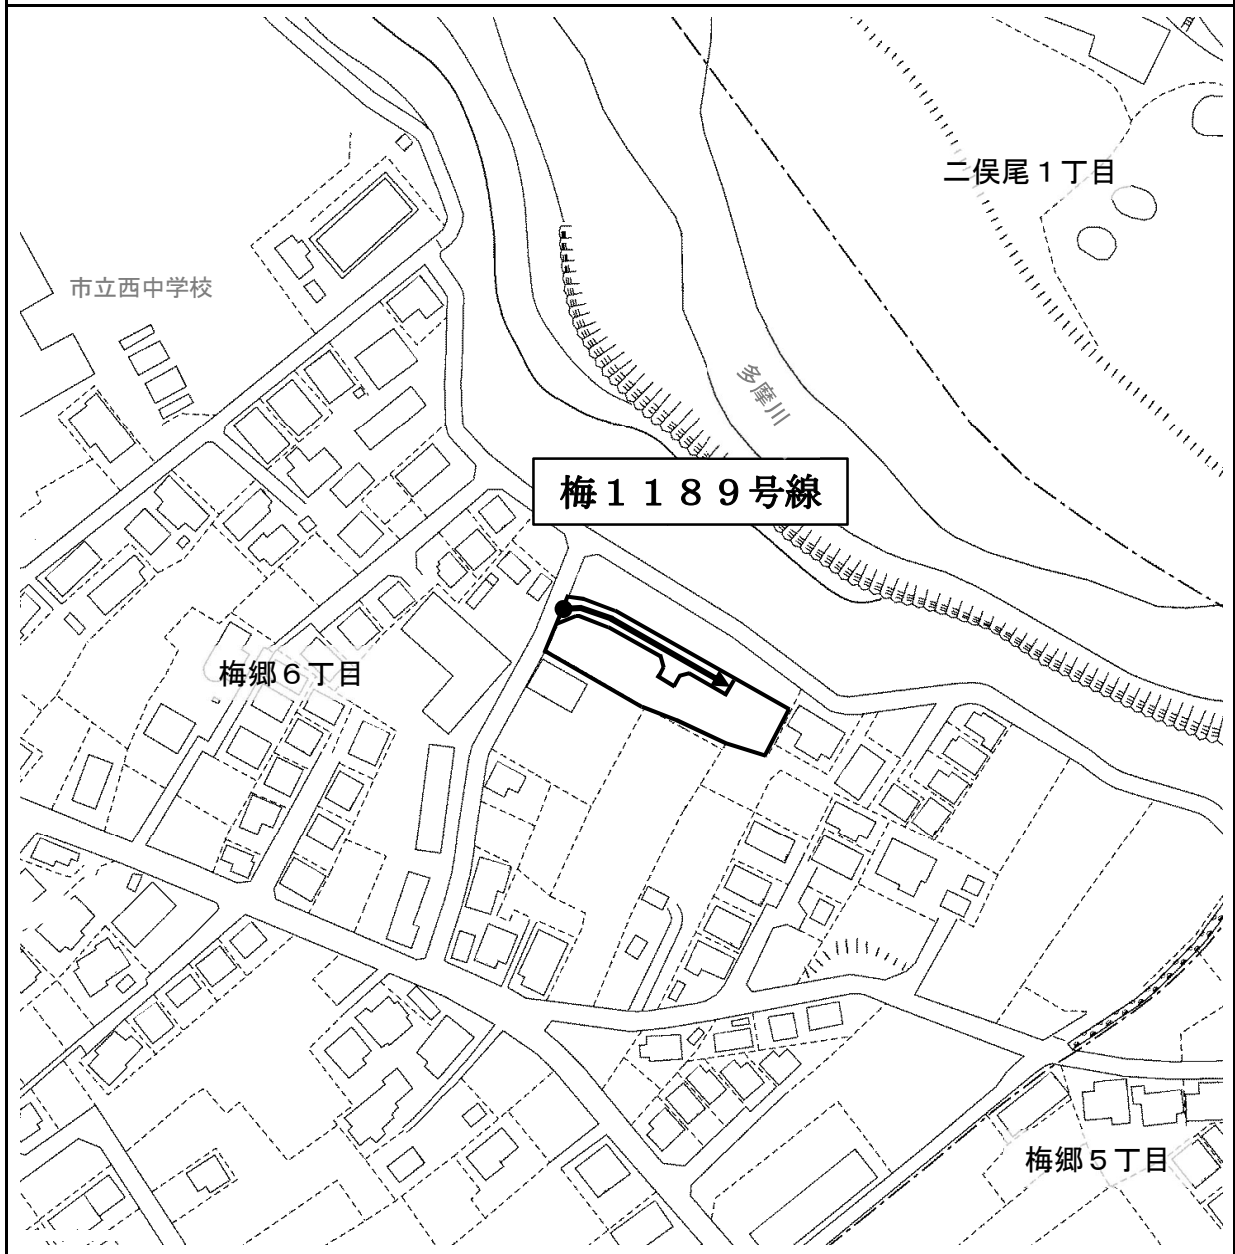 二俣尾１丁目
市立西中学校
多摩川
梅１１８９号線
梅郷６丁目
梅郷５丁目